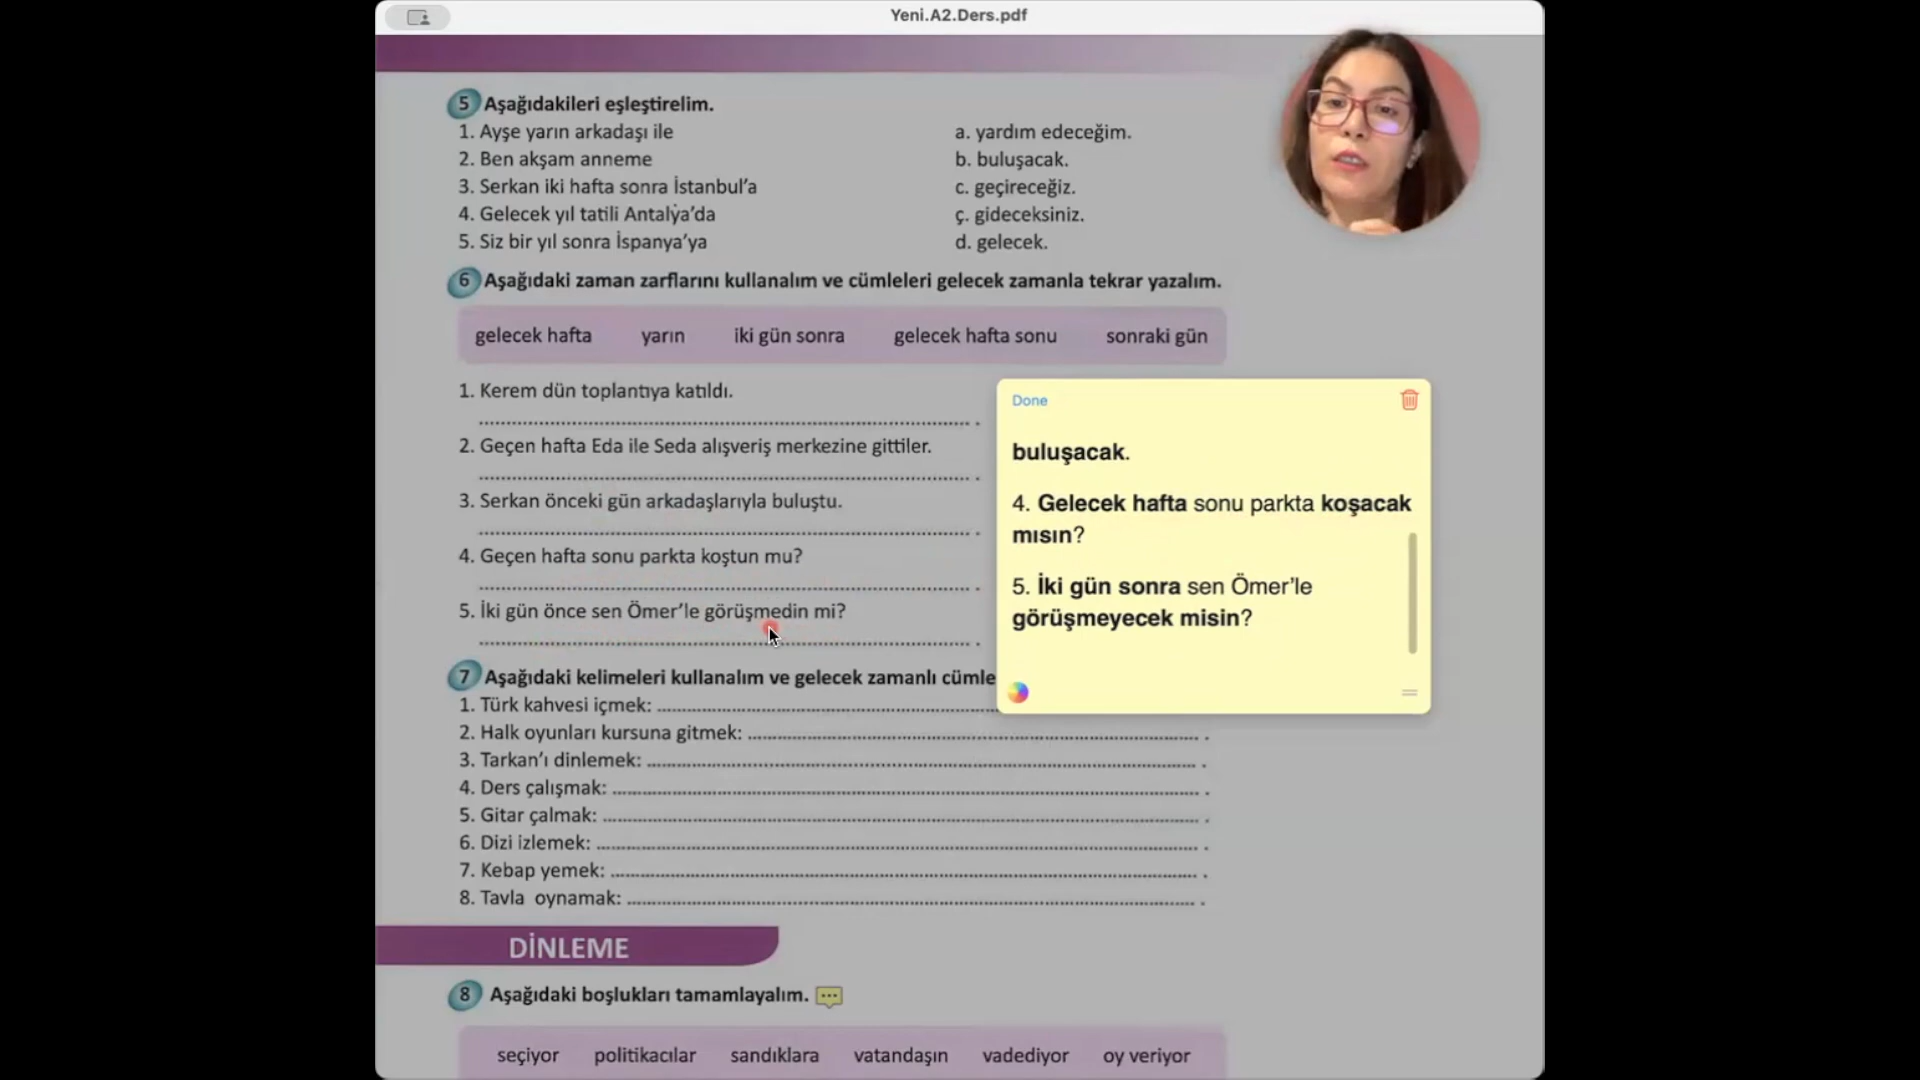 Yeni.A2.Ders.pdf
5 Aşağıdakileri eşleştirelim.
1. Ayşe yarın arkadaşı ile
a. yardım edeceğim.
2. Ben akşam anneme
b. buluşacak.
3. Serkan iki hafta sonra İstanbul’a
c. geçireceğiz.
4. Gelecek yıl tatili Antalya’da
ç. gideceksiniz.
5. Siz bir yıl sonra İspanya’ya
d. gelecek.
6 Aşağıdaki zaman zarflarını kullanalım ve cümleleri gelecek zamanla tekrar yazalım.
gelecek hafta yarın iki gün sonra gelecek hafta sonu sonraki gün
1. Kerem dün toplantıya katıldı.
2. Geçen hafta Eda ile Seda alışveriş merkezine gittiler.
3. Serkan önceki gün arkadaşlarıyla buluştu.
4. Geçen hafta sonu parkta koştun mu?
5. İki gün önce sen Ömer’le görüşmedin mi?
Done
buluşacak.
4. Gelecek hafta sonu parkta koşacak
mısın?
5. İki gün sonra sen Ömer’le
görüşmeyecek misin?
7 Aşağıdaki kelimeleri kullanalım ve gelecek zamanlı cümle
1. Türk kahvesi içmek:
2. Halk oyunları kursuna gitmek:
3. Tarkan’ı dinlemek:
4. Ders çalışmak:
5. Gitar çalmak:
6. Dizi izlemek:
7. Kebap yemek:
8. Tavla oynamak:
DİNLEME
8 Aşağıdaki boşlukları tamamlayalım.
seçiyor politikacılar sandıklara vatandaşın vadediyor oy veriyor